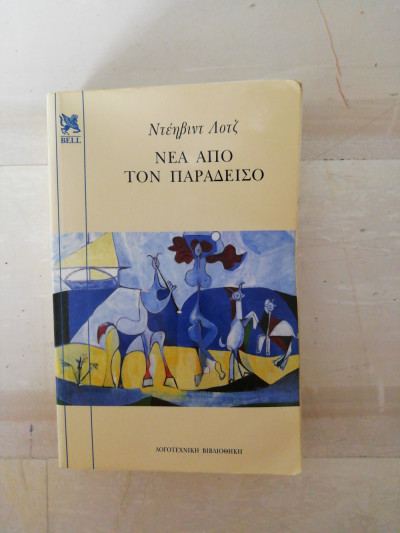 BELL
Ντέηβιντ Λοτζ
ΝΕΑ ΑΠΟ
ΤΟΝ ΠΑΡΑΔΕΙΣΟ
ΛΟΓΟΤΕΧΝΙΚΗ ΒΙΒΛΙΟΘΗΚΗ